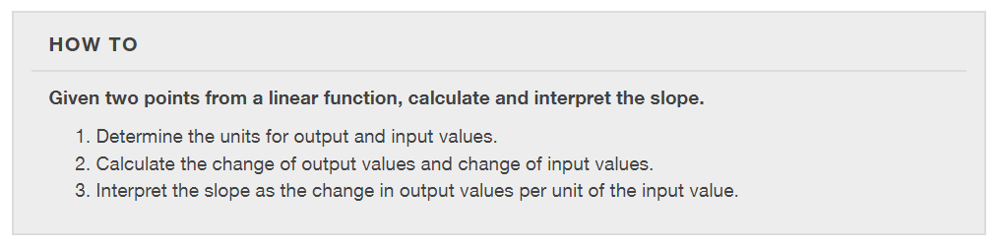 HOW TO
Given two points from a linear function, calculate and interpret the slope.
1. Determine the units for output and input values.
2. Calculate the change of output values and change of input values.
3. Interpret the slope as the change in output values per unit of the input value.